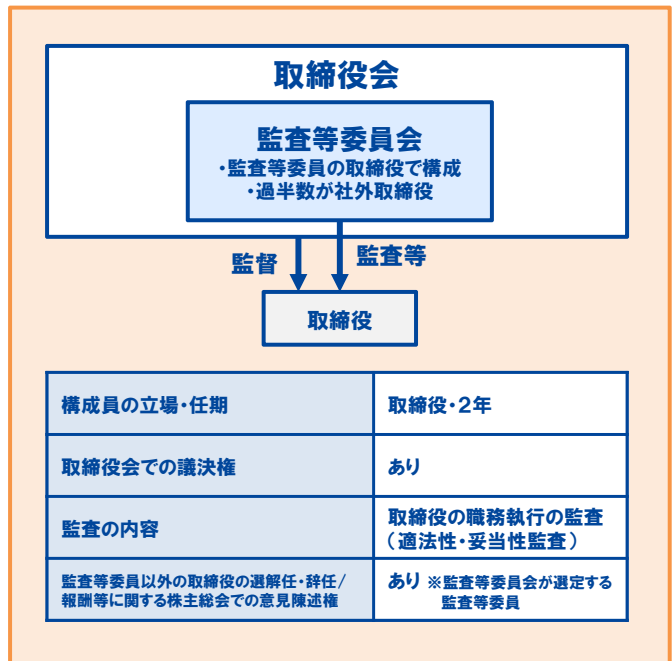 取締役会
監査等委員会
・監査等委員の取締役で構成
・過半数が社外取締役
監督
監査等
取締役
構成員の立場・任期
取締役・2年
取締役会での議決権
あり
監査の内容
取締役の職務執行の監査
（適法性・妥当性監査）
監査等委員以外の取締役の選解任・辞任/
報酬等に関する株主総会での意見陳述権
あり ※監査等委員会が選定する
監査等委員